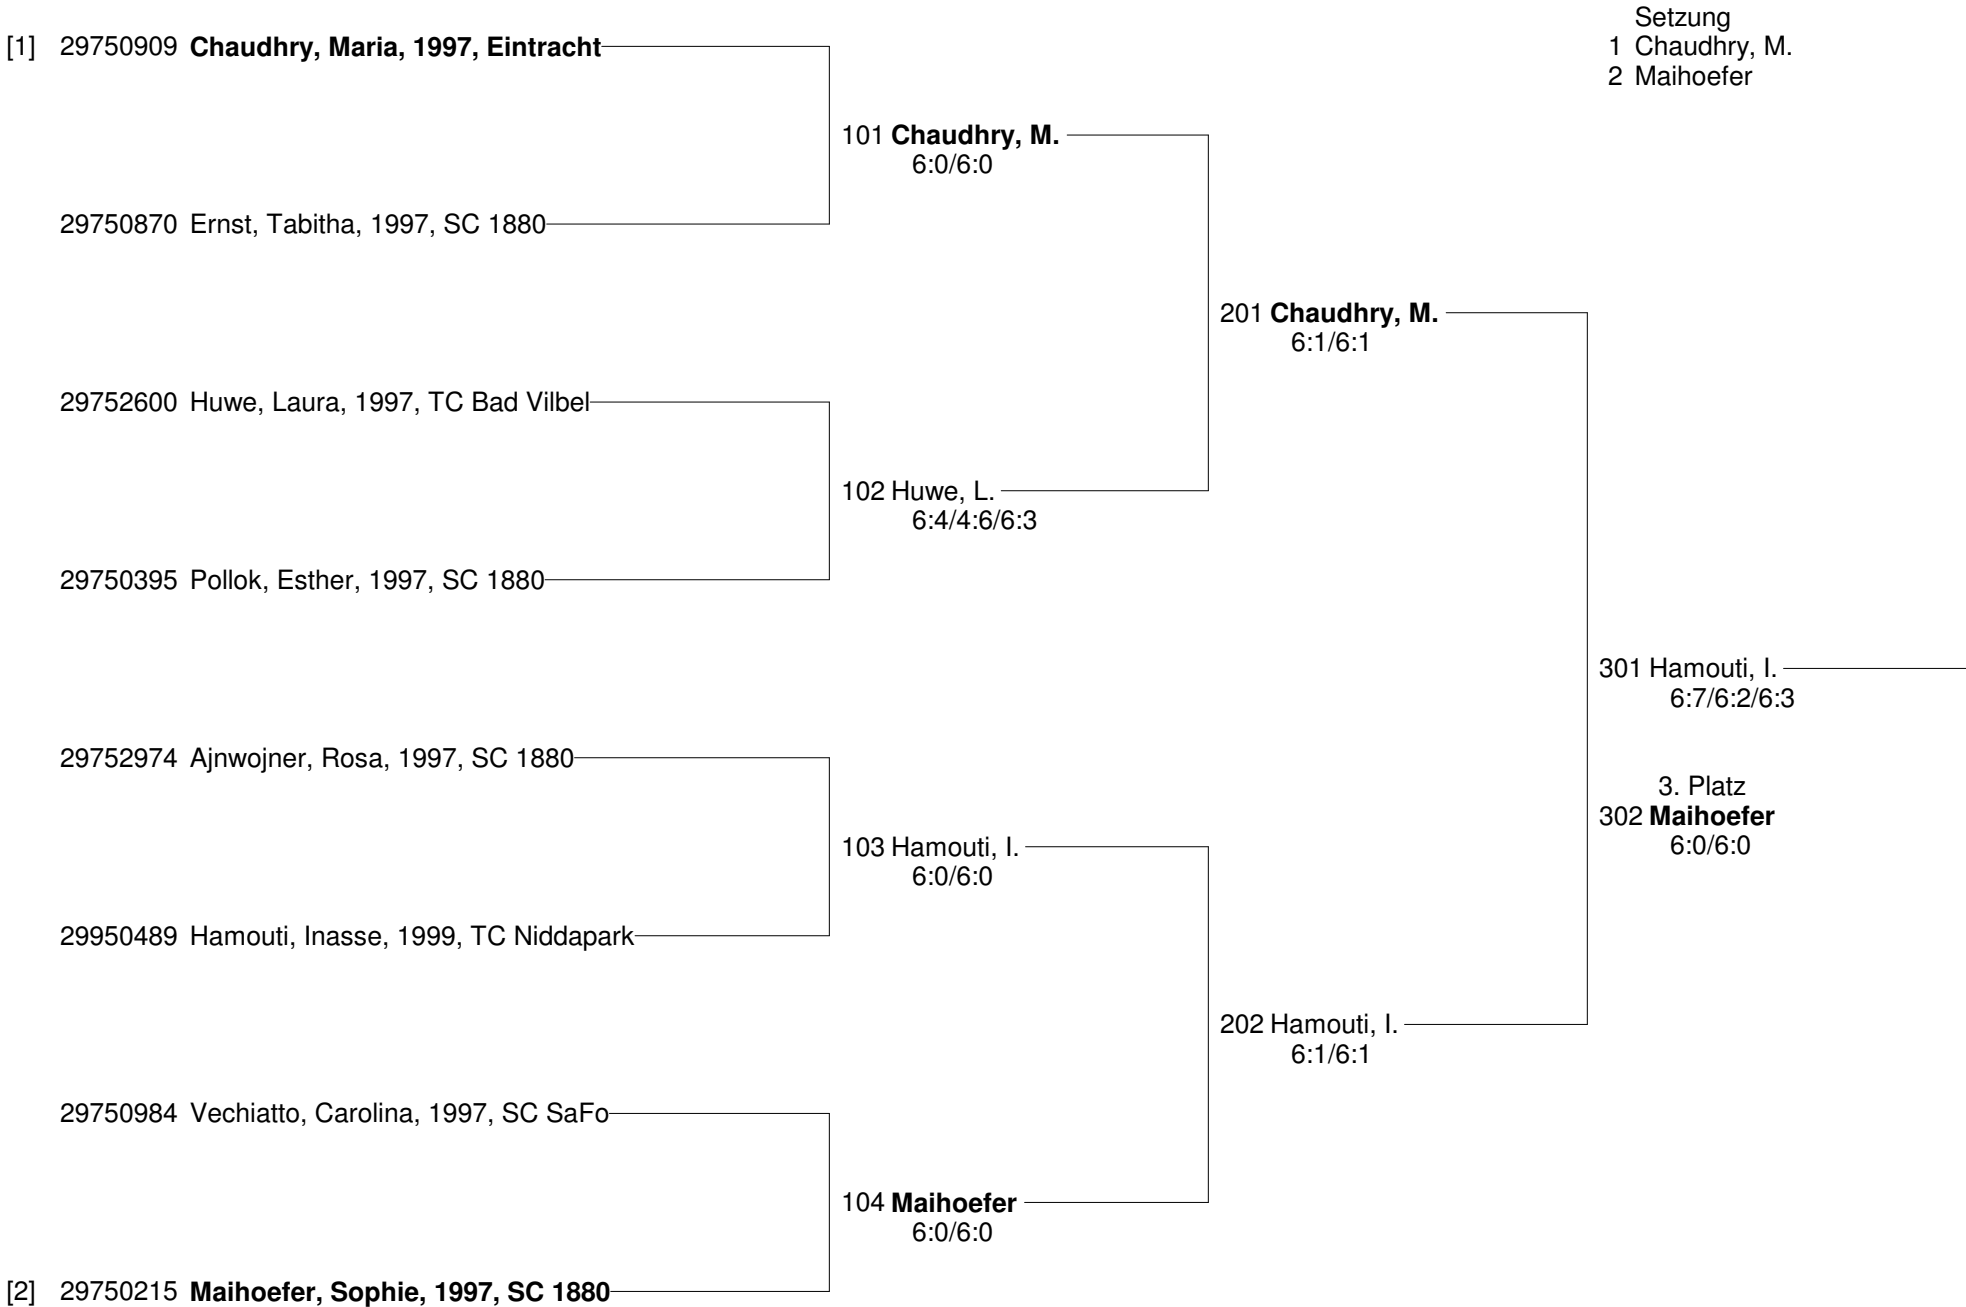 Setzung
1 Chaudhry, M.
2 Maihoefer
[1] 29750909 Chaudhry, Maria, 1997, Eintracht
101 Chaudhry, M.
6:0/6:0
29750870 Ernst, Tabitha, 1997, SC 1880
201 Chaudhry, M.
6:1/6:1
29752600 Huwe, Laura, 1997, TC Bad Vilbel
102 Huwe, L.
6:4/4:6/6:3
29750395 Pollok, Esther, 1997, SC 1880
301 Hamouti, I.
6:7/6:2/6:3
29752974 Ajnwojner, Rosa, 1997, SC 1880
3. Platz
302 Maihoefer
6:0/6:0
103 Hamouti, I.
6:0/6:0
29950489 Hamouti, Inasse, 1999, TC Niddapark
202 Hamouti, I.
6:1/6:1
29750984 Vechiatto, Carolina, 1997, SC SaFo
104 Maihoefer
6:0/6:0
[2] 29750215 Maihoefer, Sophie, 1997, SC 1880